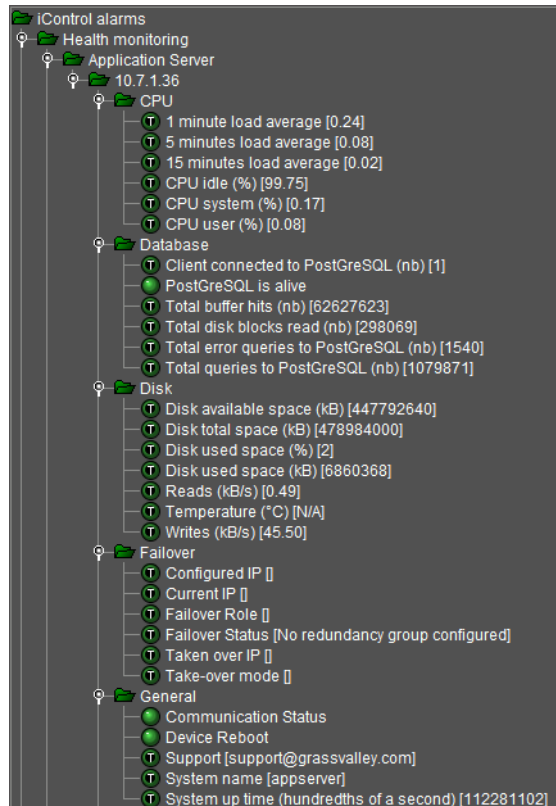 iControl alarms
Health monitoring
Application Server
10.7.1.36
CPU
T 1 minute load average [0.24]
T 5 minutes load average [0.08]
T 15 minutes load average [0.02]
T CPU idle (%) [99.75]
T CPU system (%) [0.17]
T CPU user (%) [0.08]
Database
T Client connected to PostGreSQL (nb) [1]
PostGreSQL is alive
T Total buffer hits (nb) [62627623]
T Total disk blocks read (nb) [298069]
T Total error queries to PostGreSQL (nb) [1540]
T Total queries to PostGreSQL (nb) [1079871]
Disk
T Disk available space (kB) [447792640]
T Disk total space (kB) [478984000]
T Disk used space (%) [2]
T Disk used space (kB) [6860368]
T Reads (kB/s) [0.49]
T Temperature (°C) [N/A]
T Writes (kB/s) [45.50]
Failover
T Configured IP []
T Current IP []
T Failover Role []
T Failover Status [No redundancy group configured]
T Taken over IP []
T Take-over mode []
General
Communication Status
Device Reboot
T Support [support@grassvalley.com]
T System name [appserver]
T System up time (hundredths of a second) [112281102]